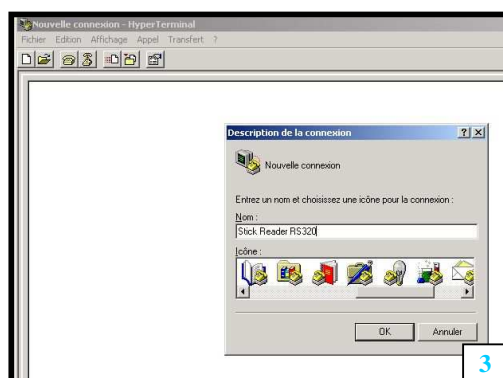 Nouvelle connexion - HyperTerminal
Fichier Edition Affichage Appel Transfert ?
Description de la connexion
Nouvelle connexion
Entrez un nom et choisissez une icône pour la connexion :
Nom :
Stick Reader RS320
Icône :
OK Annuler
3